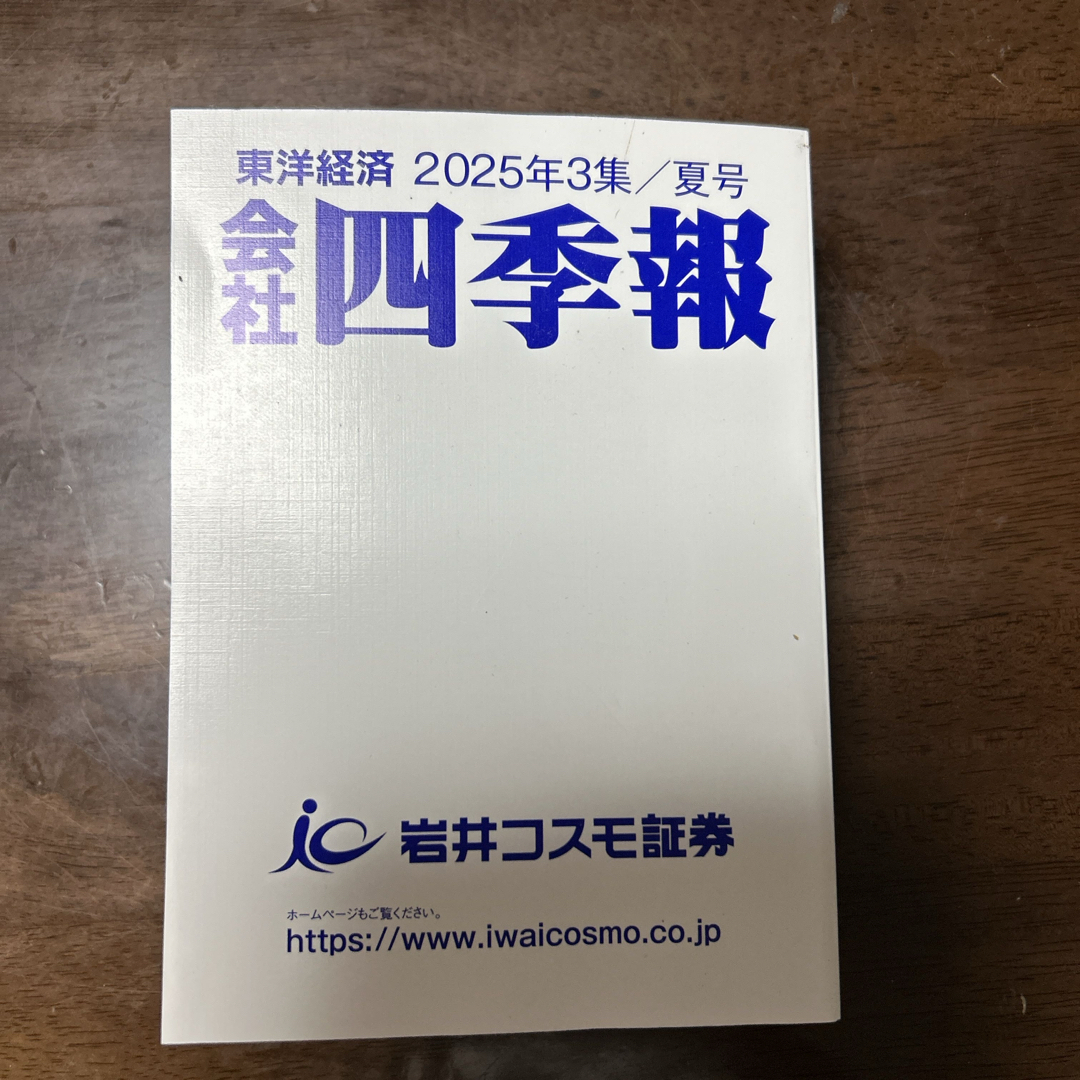 東洋経済 2025年3集／夏号
会社四季報
ic 岩井コスモ証券
ホームページもご覧ください。
https://www.iwaicosmo.co.jp